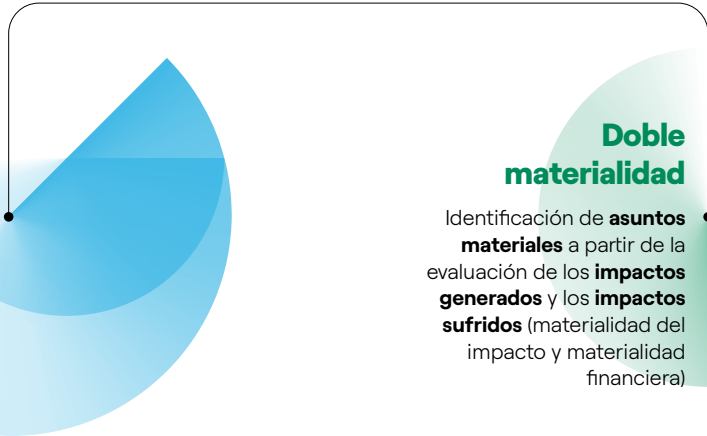 Doble
materialidad
Identificación de asuntos
materiales a partir de la
evaluación de los impactos
generados y los impactos
sufridos (materialidad del
impacto y materialidad
financiera)